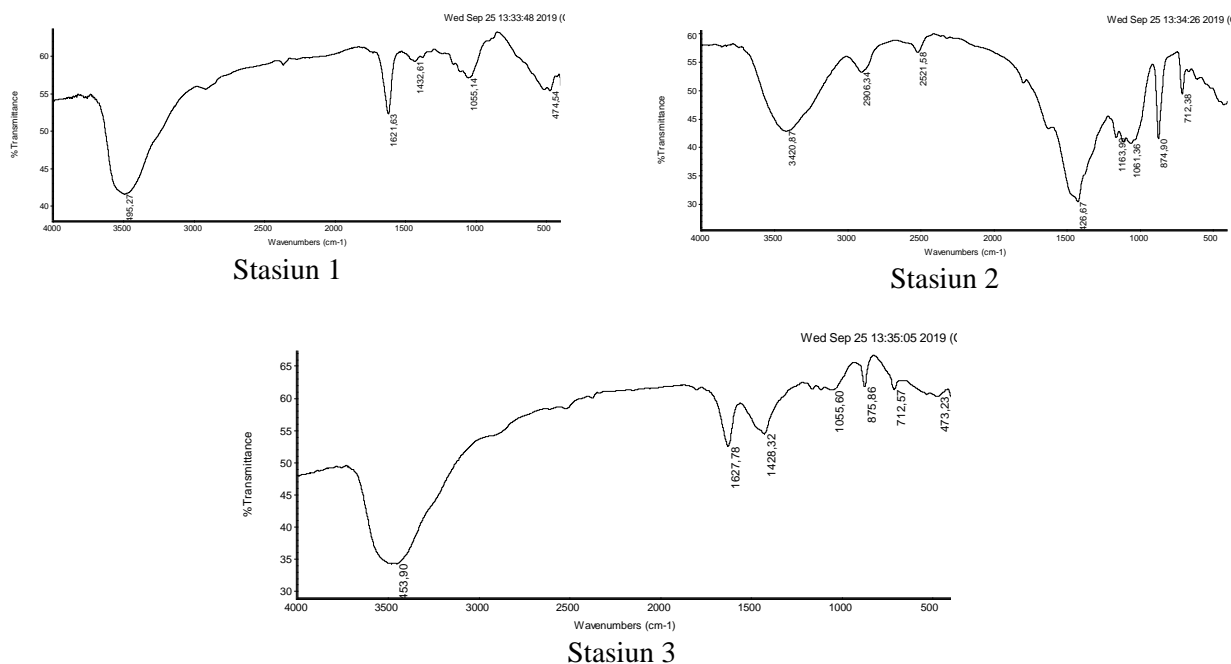 Wed Sep 25 13:33:48 2019 (
60
55
50
45
40
%Transmittance
495,27
1621,63
1432,61
1055,14
474,54
4000 3500 3000 2500 2000 1500 1000 500
Wavenumbers (cm-1)
Stasiun 1
Wed Sep 25 13:34:26 2019 (
60
55
50
45
40
35
30
%Transmittance
3420,87
2906,34
2521,58
426,67
1061,36
874,90
712,38
4000 3500 3000 2500 2000 1500 1000 500
Wavenumbers (cm-1)
Stasiun 2
Wed Sep 25 13:35:05 2019 (
65
60
55
50
45
40
35
30
%Transmittance
453,90
1627,78
1428,32
1055,60
875,86
712,57
473,23
4000 3500 3000 2500 2000 1500 1000 500
Wavenumbers (cm-1)
Stasiun 3